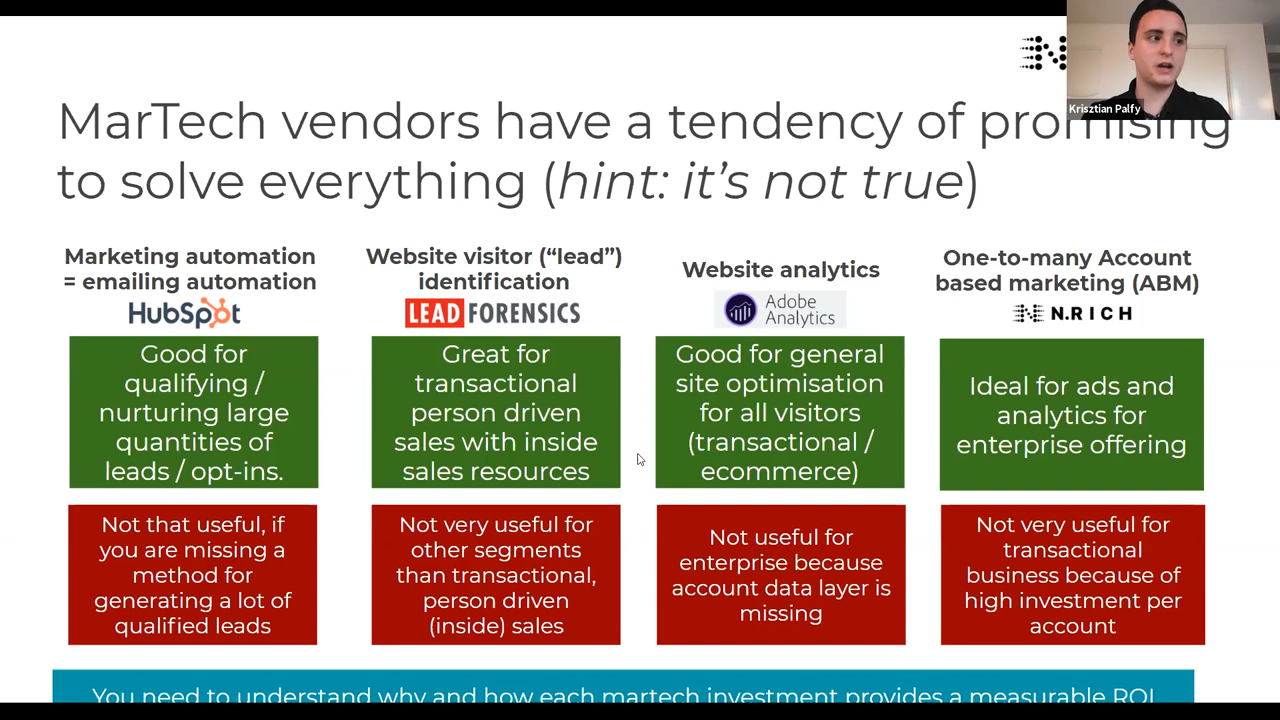 N
Krisztian Palfy
MarTech vendors have a tendency of promising
to solve everything (hint: it's not true)
Marketing automation
= emailing automation
HubSpot
Good for
qualifying /
nurturing large
quantities of
leads / opt-ins.
Not that useful, if
you are missing a
method for
generating a lot of
qualified leads
Website visitor (“lead”)
identification
LEAD FORENSICS
Great for
transactional
person driven
sales with inside
sales resources
Not very useful for
other segments
than transactional,
person driven
(inside) sales
Website analytics
Adobe
Analytics
Good for general
site optimisation
for all visitors
(transactional /
ecommerce)
Not useful for
enterprise because
account data layer is
missing
One-to-many Account
based marketing (ABM)
N.RICH
Ideal for ads and
analytics for
enterprise offering
Not very useful for
transactional
business because of
high investment per
account
You need to understand why and how each martech investment provides a measurable ROI